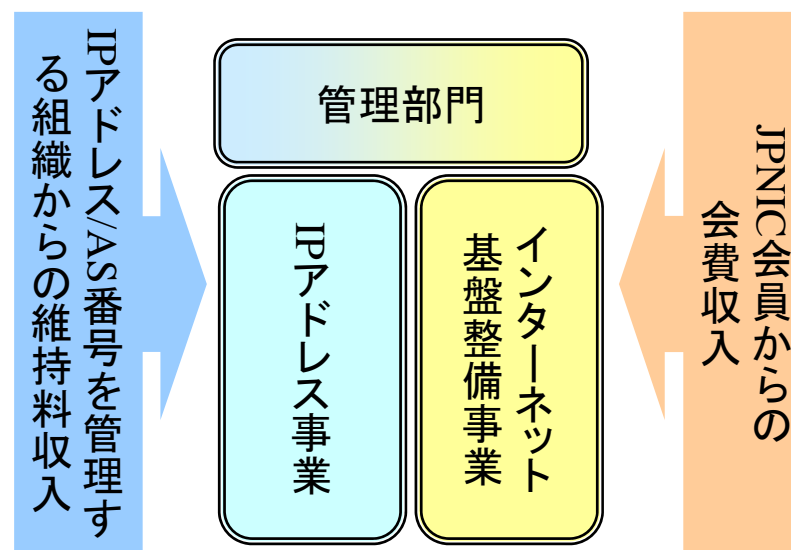 IPアドレス/AS番号を管理す
る組織からの維持料収入
管理部門
IPアドレス事業
インターネット
基盤整備事業
JPNIC会員からの
会費収入